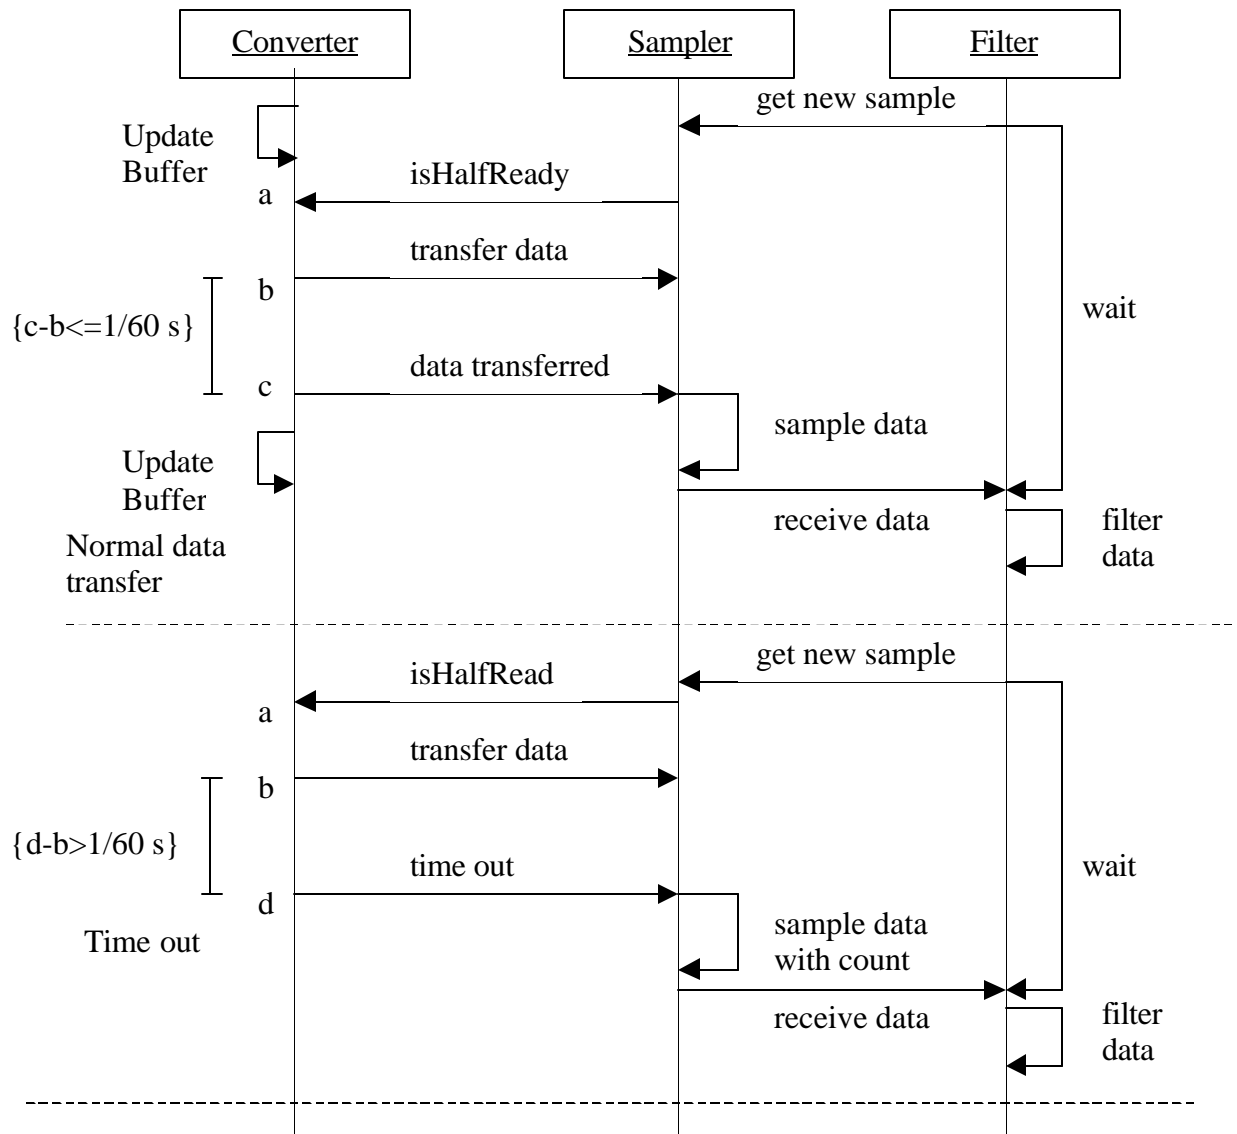 Converter
Sampler
Filter
get new sample
Update
Buffer
isHalfReady
a
transfer data
b
{c-b<=1/60 s}
wait
data transferred
c
sample data
Update
Buffer
receive data
filter
data
Normal data
transfer
get new sample
isHalfRead
a
transfer data
b
{d-b>1/60 s}
time out
wait
d
sample data
with count
Time out
receive data
filter
data